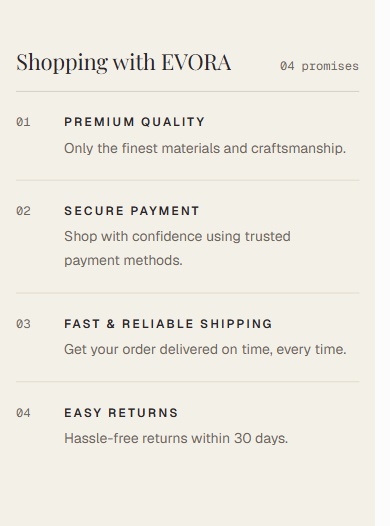 Shopping with EVORA 04 promises
01 PREMIUM QUALITY
Only the finest materials and craftsmanship.
02 SECURE PAYMENT
Shop with confidence using trusted
payment methods.
03 FAST & RELIABLE SHIPPING
Get your order delivered on time, every time.
04 EASY RETURNS
Hassle-free returns within 30 days.